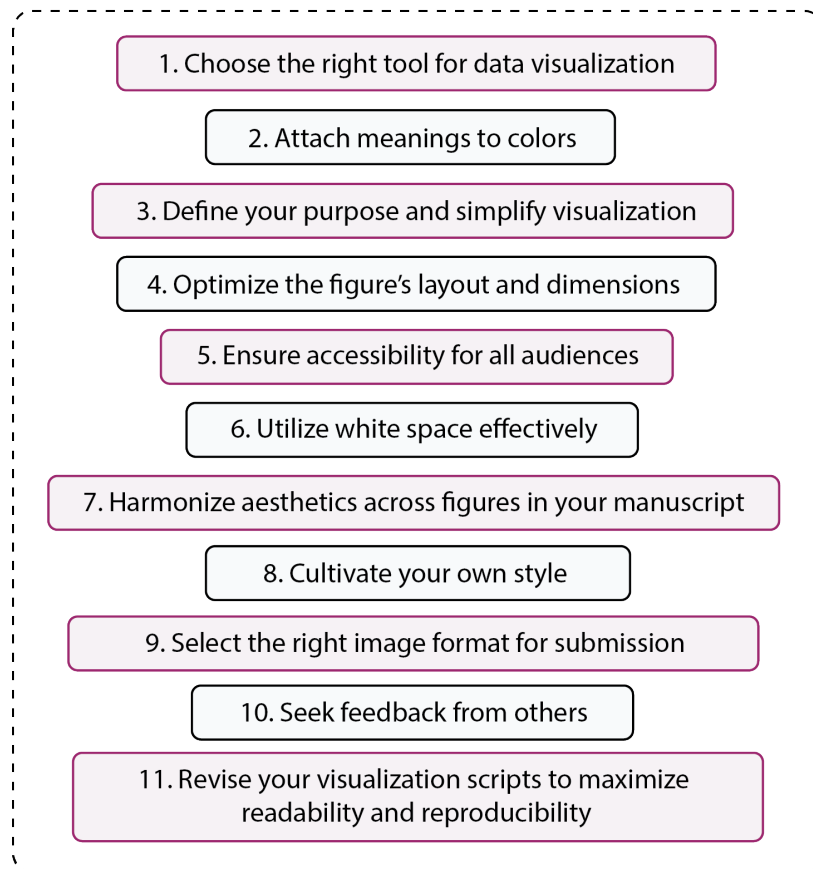 1. Choose the right tool for data visualization
2. Attach meanings to colors
3. Define your purpose and simplify visualization
4. Optimize the figure’s layout and dimensions
5. Ensure accessibility for all audiences
6. Utilize white space effectively
7. Harmonize aesthetics across figures in your manuscript
8. Cultivate your own style
9. Select the right image format for submission
10. Seek feedback from others
11. Revise your visualization scripts to maximize
readability and reproducibility